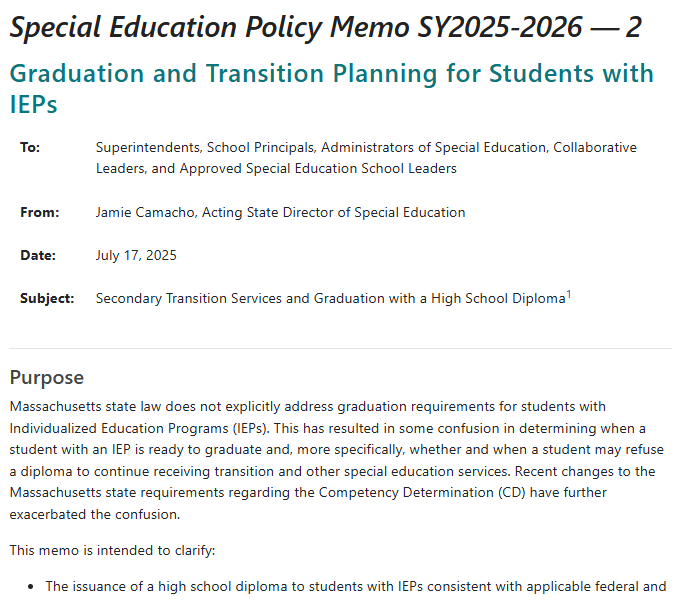 Special Education Policy Memo SY2025-2026 — 2
Graduation and Transition Planning for Students with
IEPs
To: Superintendents, School Principals, Administrators of Special Education, Collaborative
Leaders, and Approved Special Education School Leaders
From: Jamie Camacho, Acting State Director of Special Education
Date: July 17, 2025
Subject: Secondary Transition Services and Graduation with a High School Diploma1
Purpose
Massachusetts state law does not explicitly address graduation requirements for students with
Individualized Education Programs (IEPs). This has resulted in some confusion in determining when a
student with an IEP is ready to graduate and, more specifically, whether and when a student may refuse
a diploma to continue receiving transition and other special education services. Recent changes to the
Massachusetts state requirements regarding the Competency Determination (CD) have further
exacerbated the confusion.
This memo is intended to clarify:
• The issuance of a high school diploma to students with IEPs consistent with applicable federal and